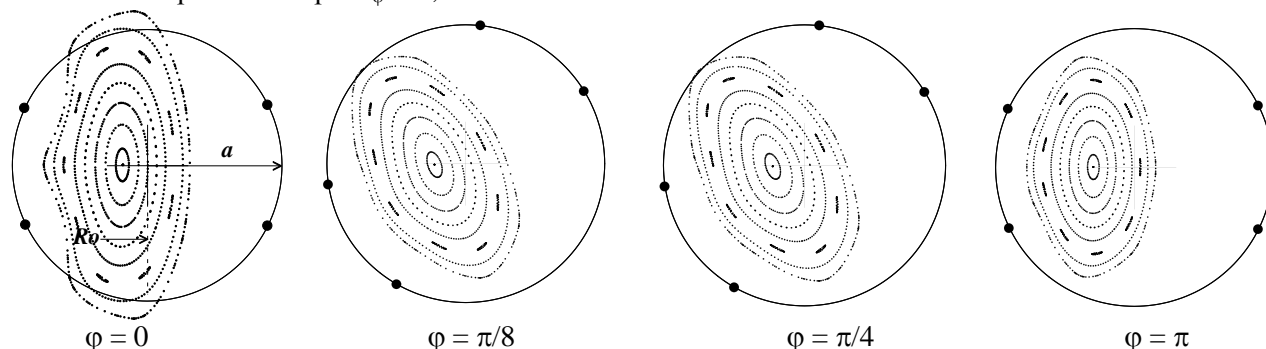 a
Ro
φ = 0 φ = π/8 φ = π/4 φ = π